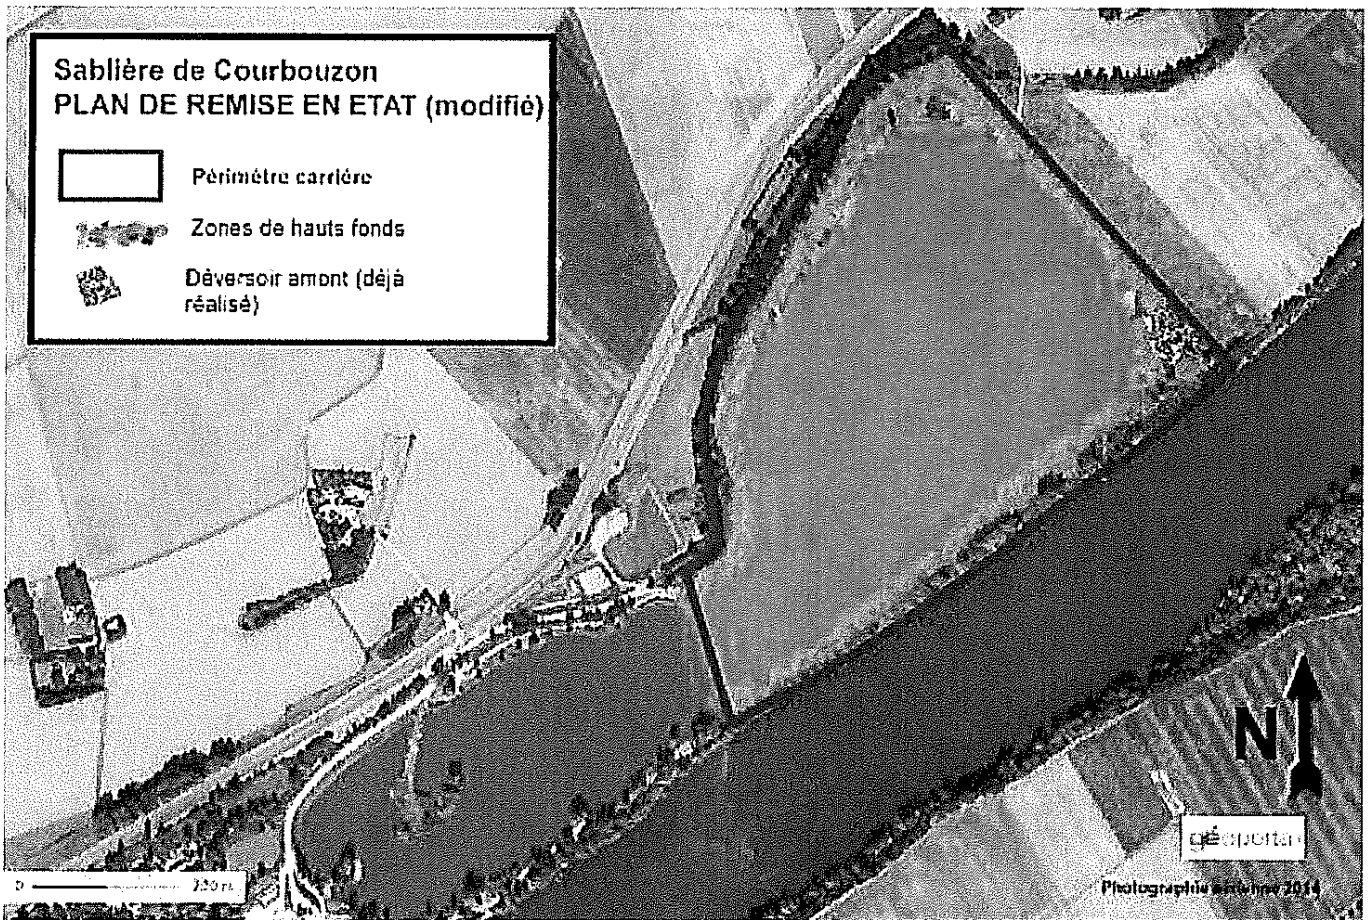 Sablière de Courbouzon
PLAN DE REMISE EN ETAT (modifié)
Périmètre carrière
Zones de hauts fonds
Déversoir amont (déjà
réalisé)
N
géoportail
0
Photographie aérienne 2014